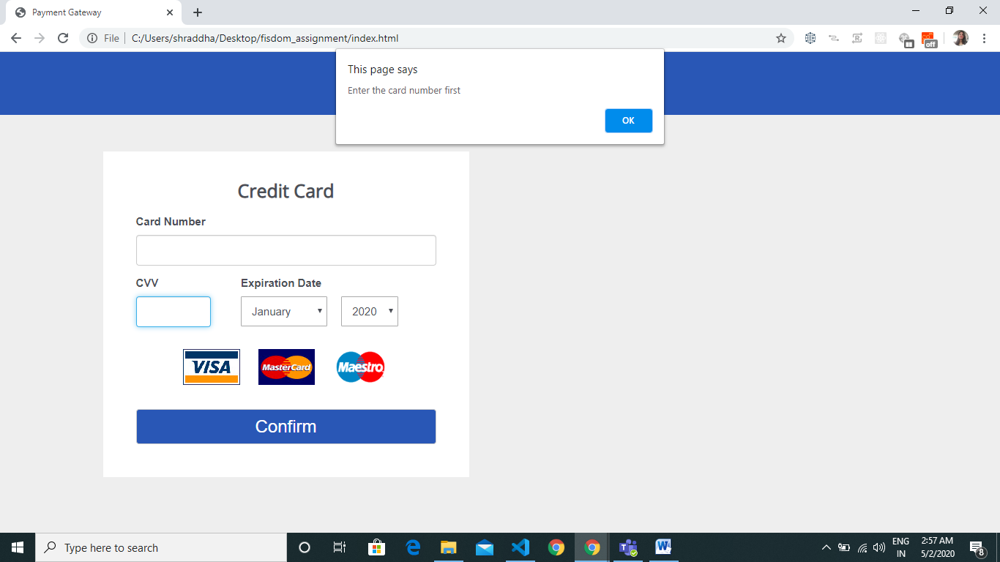 Payment Gateway
File C:/Users/shraddha/Desktop/fisdom_assignment/index.html
off
This page says
Enter the card number first
OK
Credit Card
Card Number
CVV Expiration Date
January 2020
VISA MasterCard Maestro
Confirm
Type here to search
ENG 2:57 AM
IN 5/2/2020
8